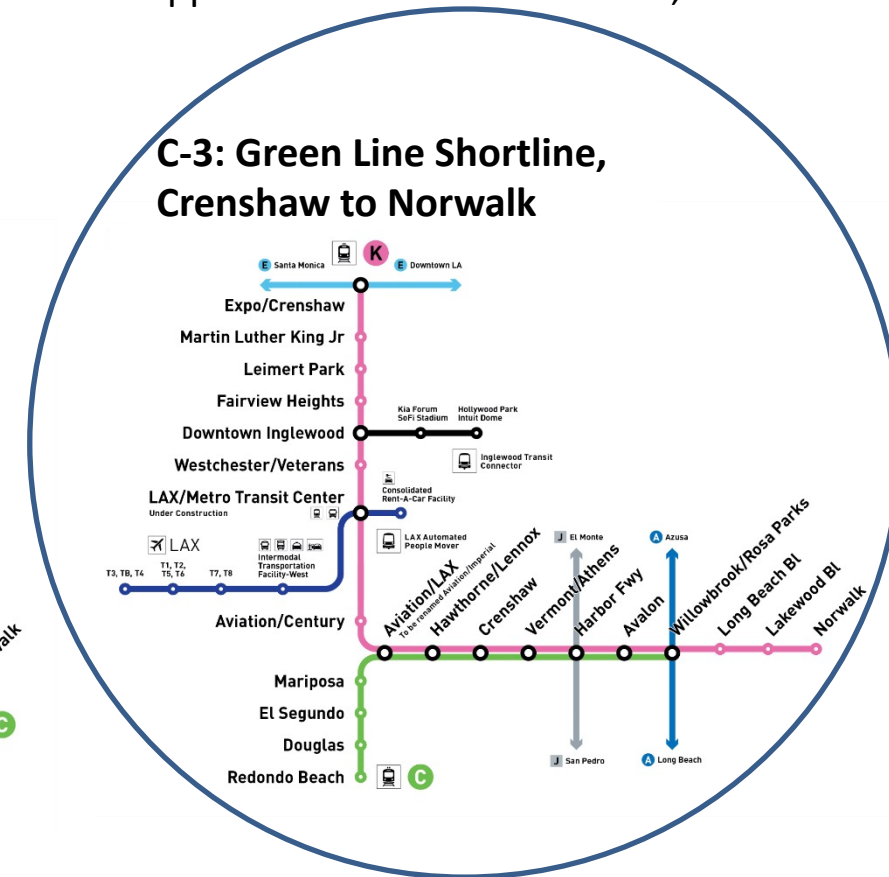 C-3: Green Line Shortline,
Crenshaw to Norwalk
K
E Santa Monica
E Downtown LA
Expo/Crenshaw
Martin Luther King Jr
Leimert Park
Fairview Heights
Kia Forum
SoFi Stadium
Hollywood Park
Intuit Dome
Downtown Inglewood
Inglewood Transit
Connector
Westchester/Veterans
LAX/Metro Transit Center
Under Construction
Consolidated
Rent-A-Car Facility
LAX Automated
People Mover
LAX
Intermodal
Transportation
Facility-West
T3, TB, T4
T1, T2,
T5, T6
T7, T8
J El Monte
A Azusa
Aviation/Century
Aviation/LAX
To be renamed Aviation/Imperial
Hawthorne/Lennox
Crenshaw
Vermont/Athens
Harbor Fwy
Avalon
Willowbrook/Rosa Parks
Long Beach Bl
Lakewood Bl
Norwalk
Mariposa
El Segundo
Douglas
Redondo Beach
C
J San Pedro
A Long Beach
C